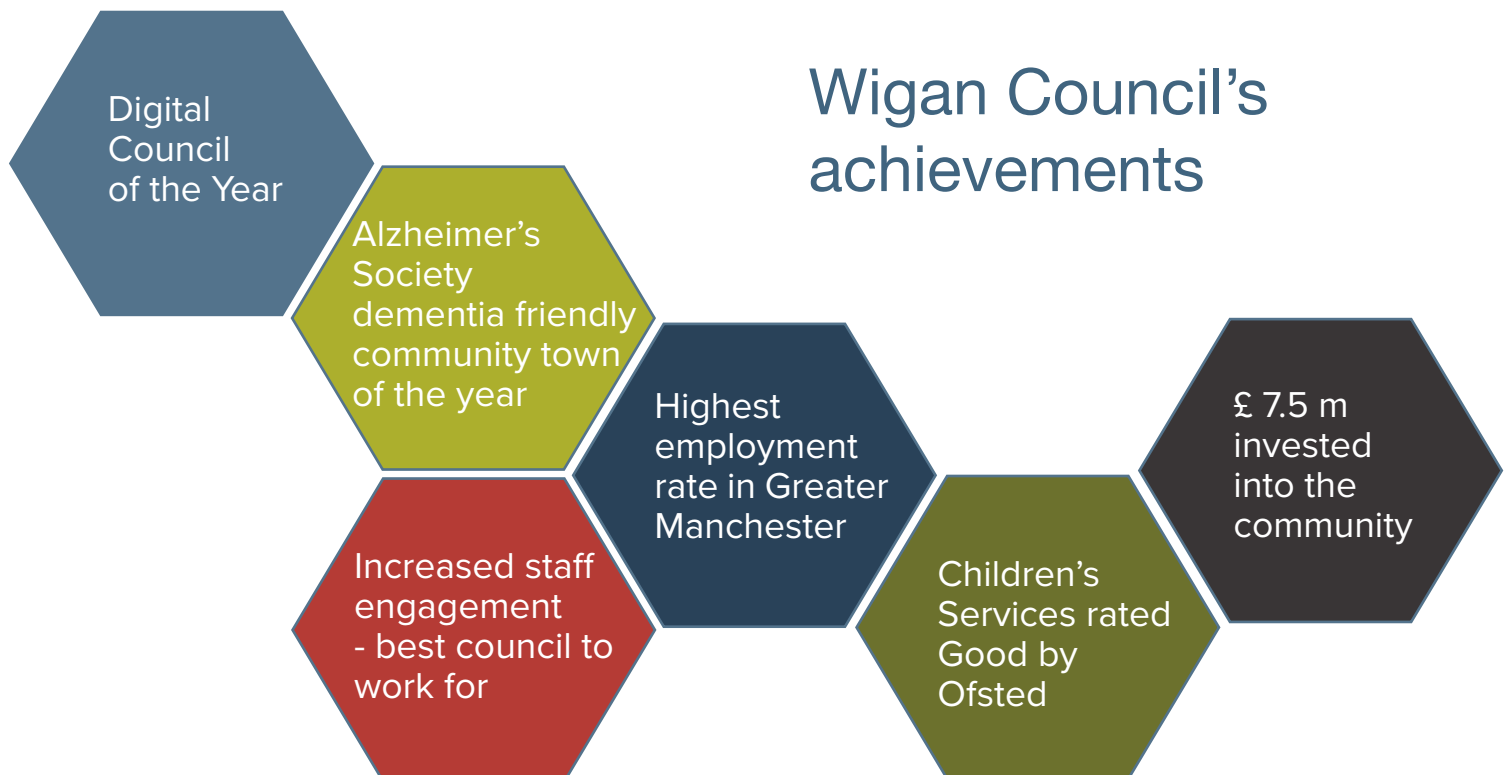 Wigan Council’s
achievements
Digital
Council
of the Year
Alzheimer’s
Society
dementia friendly
community town
of the year
Increased staff
engagement
- best council to
work for
Highest
employment
rate in Greater
Manchester
Children’s
Services rated
Good by
Ofsted
£ 7.5 m
invested
into the
community